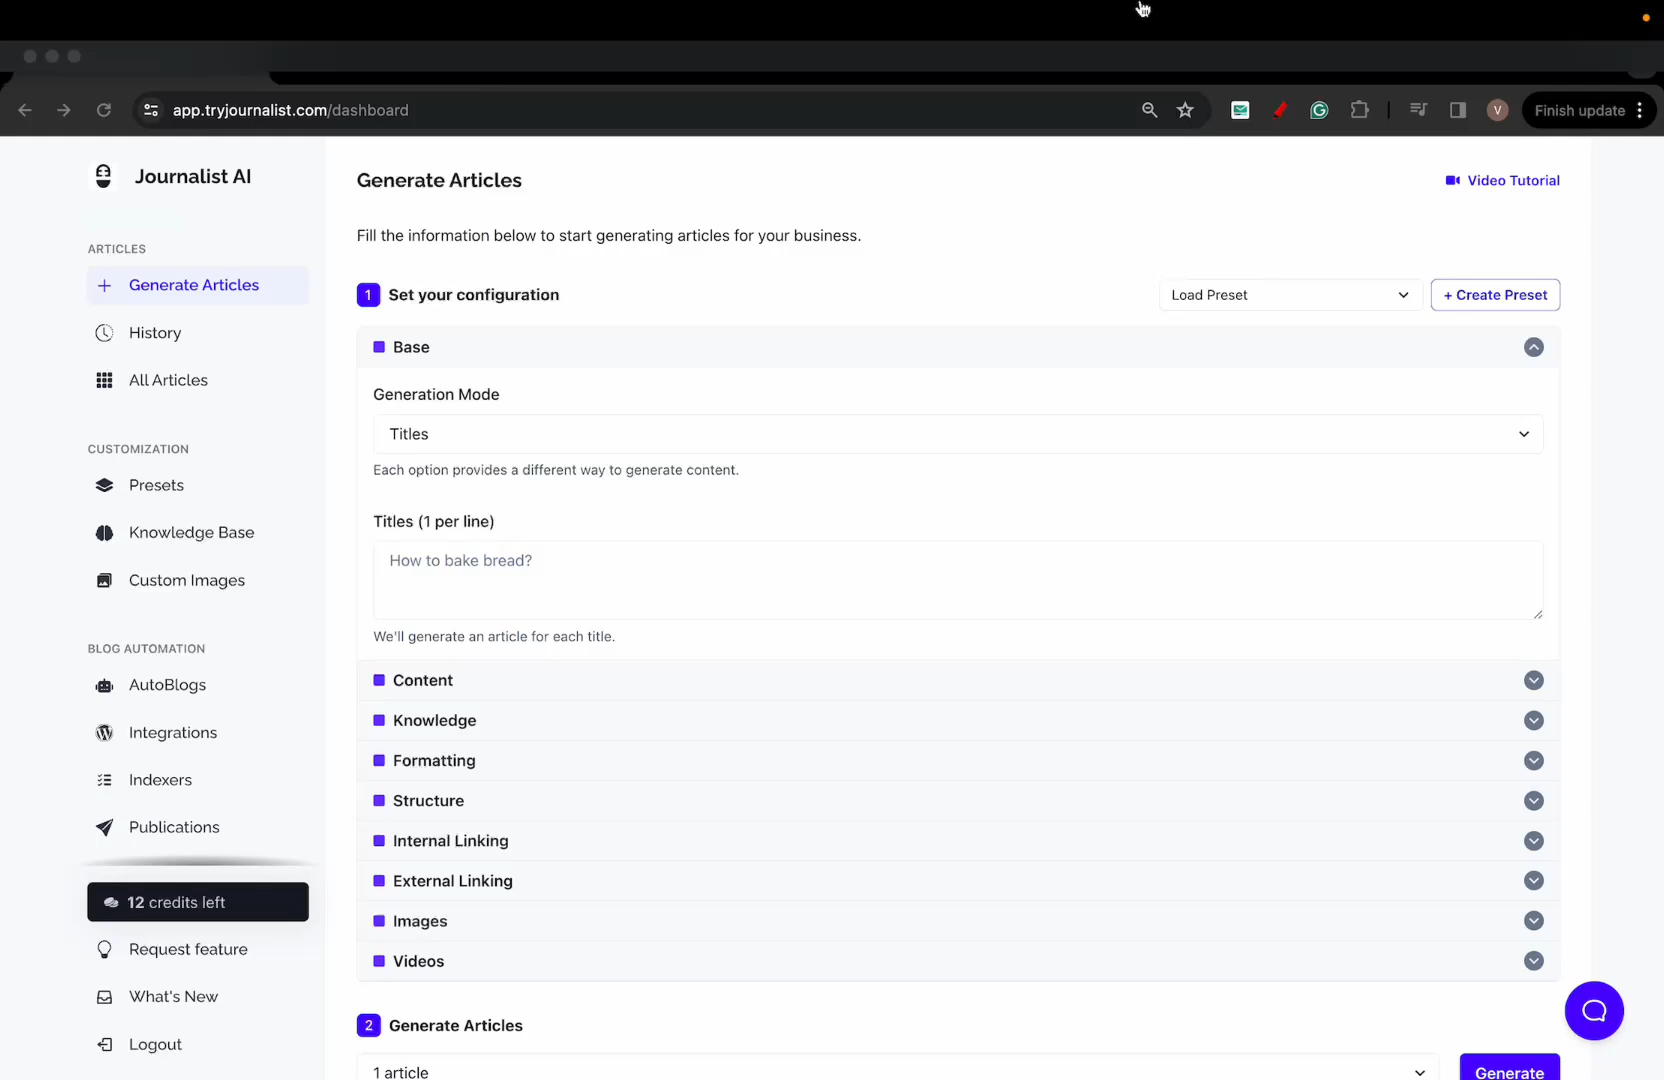 app.tryjournalist.com/dashboard
V
Finish update
Journalist AI
ARTICLES
Generate Articles
History
All Articles
CUSTOMIZATION
Presets
Knowledge Base
Custom Images
BLOG AUTOMATION
AutoBlogs
Integrations
Indexers
Publications
12 credits left
Request feature
What's New
Logout
Generate Articles
Video Tutorial
Fill the information below to start generating articles for your business.
1 Set your configuration
Load Preset
+ Create Preset
Base
Generation Mode
Titles
Each option provides a different way to generate content.
Titles (1 per line)
How to bake bread?
We'll generate an article for each title.
Content
Knowledge
Formatting
Structure
Internal Linking
External Linking
Images
Videos
2 Generate Articles
1 article
Generate